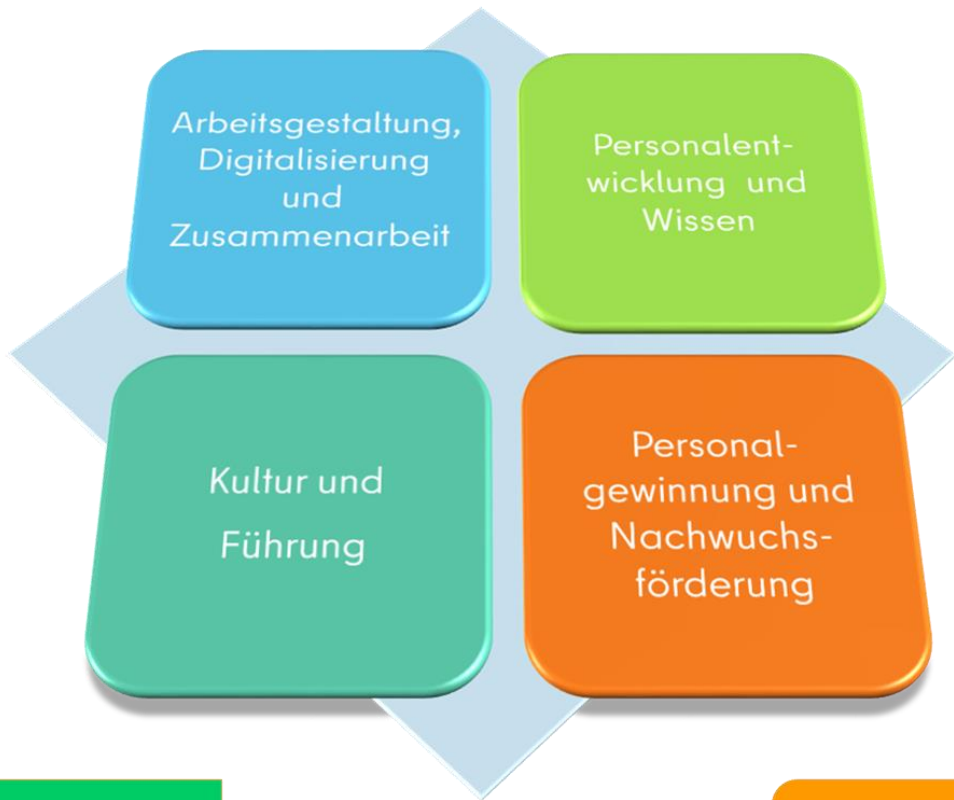 Arbeitsgestaltung,
Digitalisierung
und
Zusammenarbeit
Personalent-
wicklung und
Wissen
Kultur und
Führung
Personal-
gewinnung und
Nachwuchs-
förderung